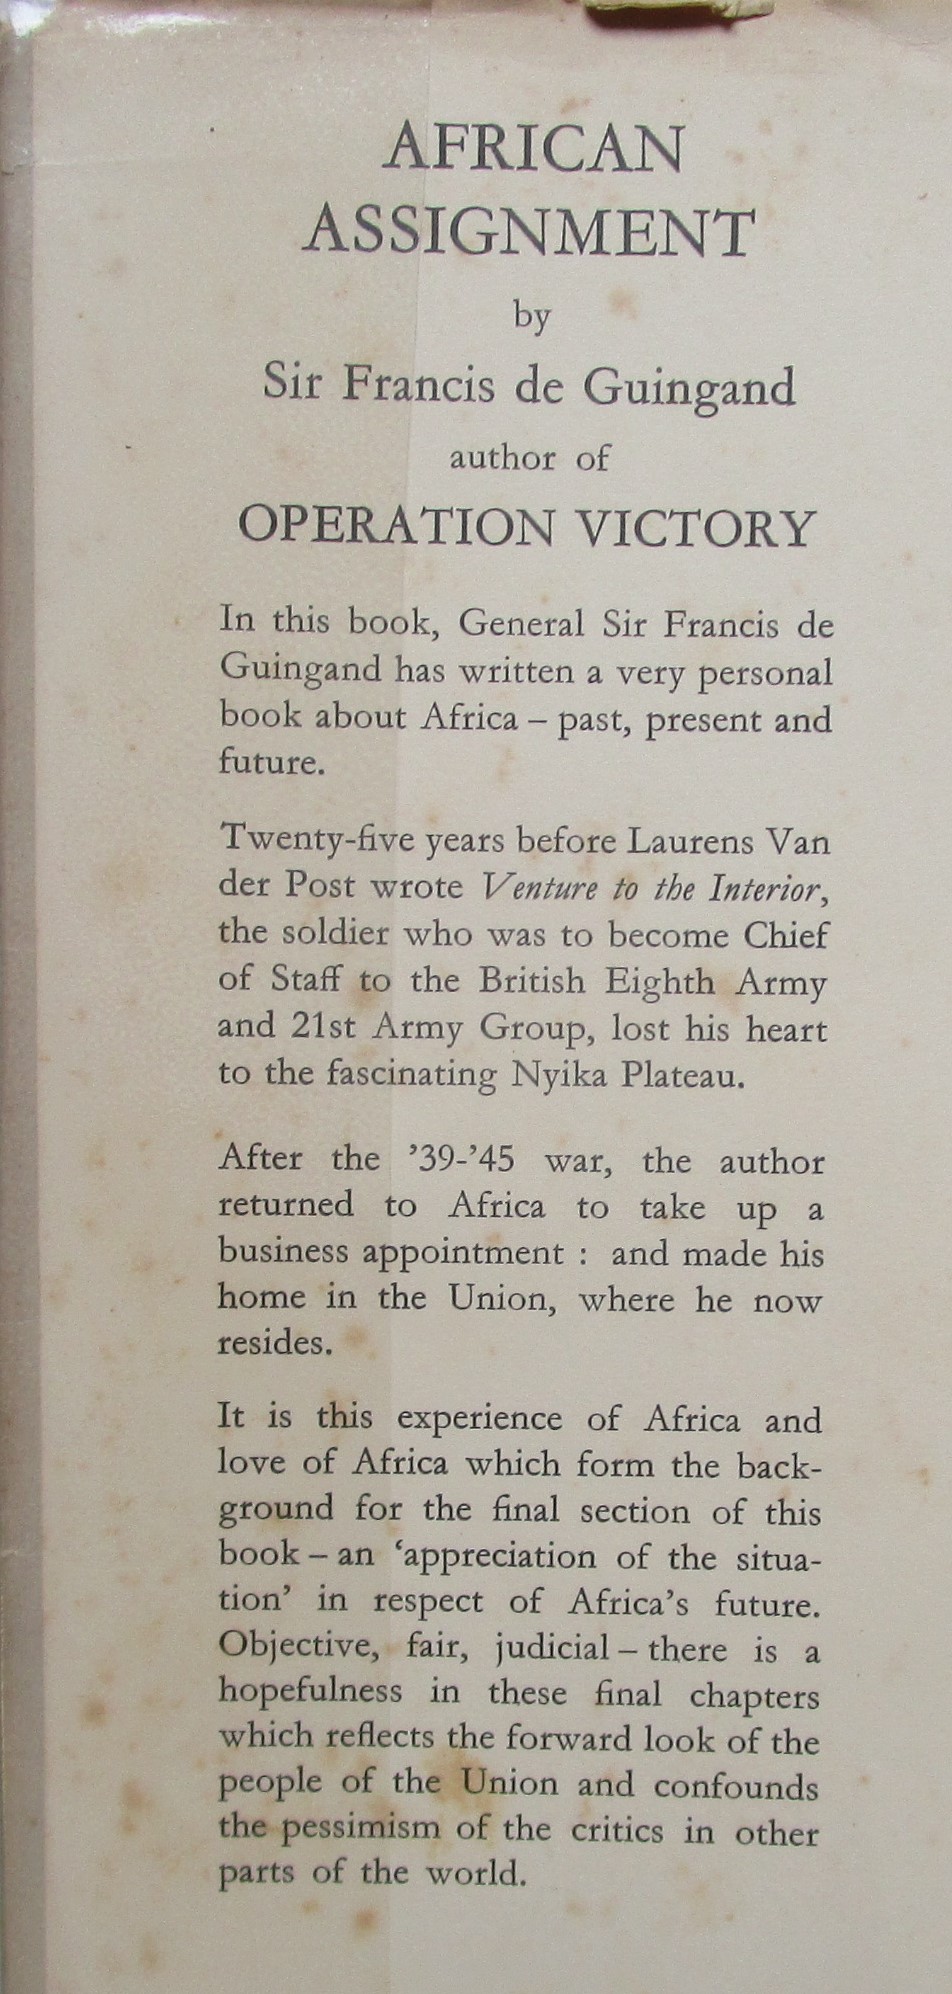 AFRICAN
ASSIGNMENT
by
Sir Francis de Guingand
author of
OPERATION VICTORY
In this book, General Sir Francis de
Guingand has written a very personal
book about Africa – past, present and
future.
Twenty-five years before Laurens Van
der Post wrote Venture to the Interior,
the soldier who was to become Chief
of Staff to the British Eighth Army
and 21st Army Group, lost his heart
to the fascinating Nyika Plateau.
After the ’39-’45 war, the author
returned to Africa to take up a
business appointment : and made his
home in the Union, where he now
resides.
It is this experience of Africa and
love of Africa which form the back-
ground for the final section of this
book – an ‘appreciation of the situa-
tion’ in respect of Africa’s future.
Objective, fair, judicial – there is a
hopefulness in these final chapters
which reflects the forward look of the
people of the Union and confounds
the pessimism of the critics in other
parts of the world.